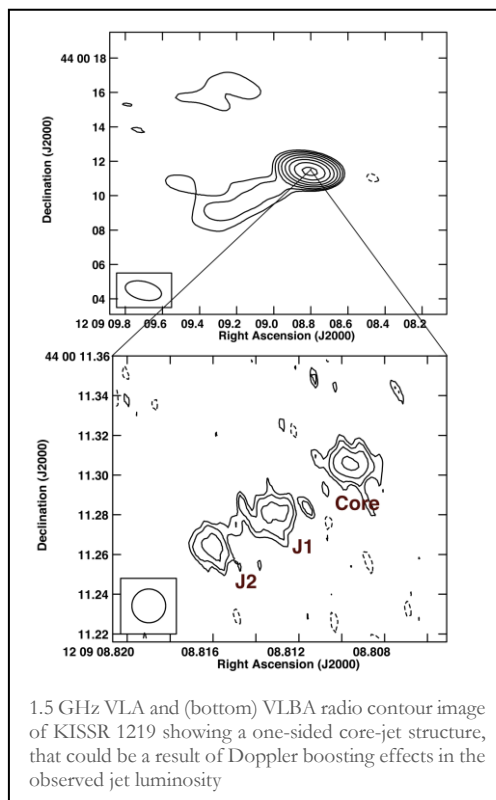 44 00 18
16
14
12
10
08
06
04
Declination (J2000)
12 09 09.8 09.6 09.4 09.2 09.0 08.8 08.6 08.4 08.2
Right Ascension (J2000)
44 00 11.36
11.34
11.32
11.30
11.28
11.26
11.24
11.22
Declination (J2000)
Core
J1
J2
12 09 08.820 08.816 08.812 08.808
Right Ascension (J2000)
1.5 GHz VLA and (bottom) VLBA radio contour image
of KISSR 1219 showing a one-sided core-jet structure,
that could be a result of Doppler boosting effects in the
observed jet luminosity